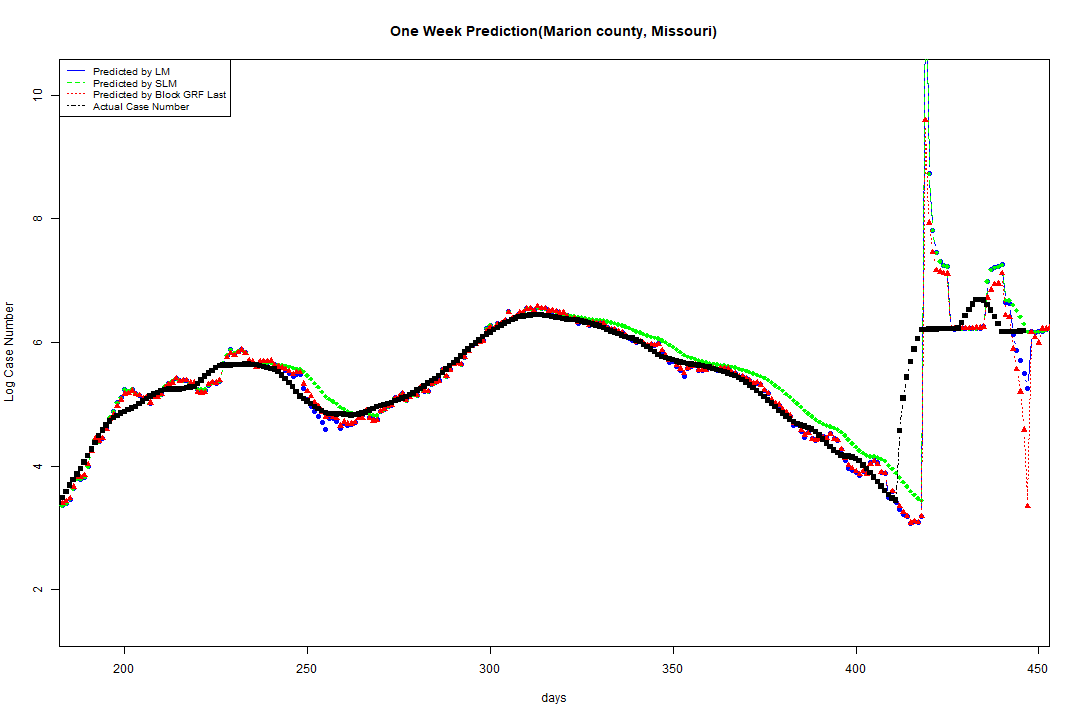 One Week Prediction(Marion county, Missouri)
Predicted by LM
Predicted by SLM
Predicted by Block GRF Last
Actual Case Number
10
8
6
4
2
Log Case Number
200
250
300
350
400
450
days